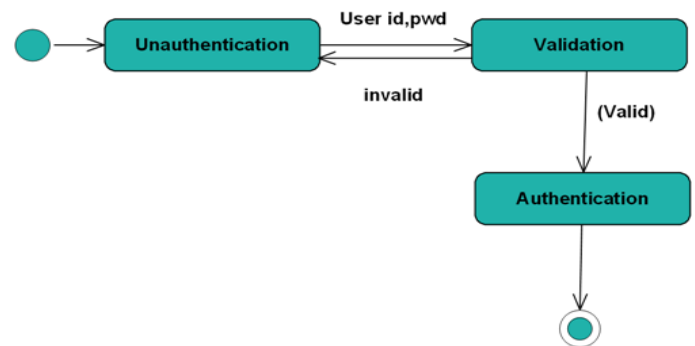 User id,pwd
Unauthentication
Validation
invalid
(Valid)
Authentication